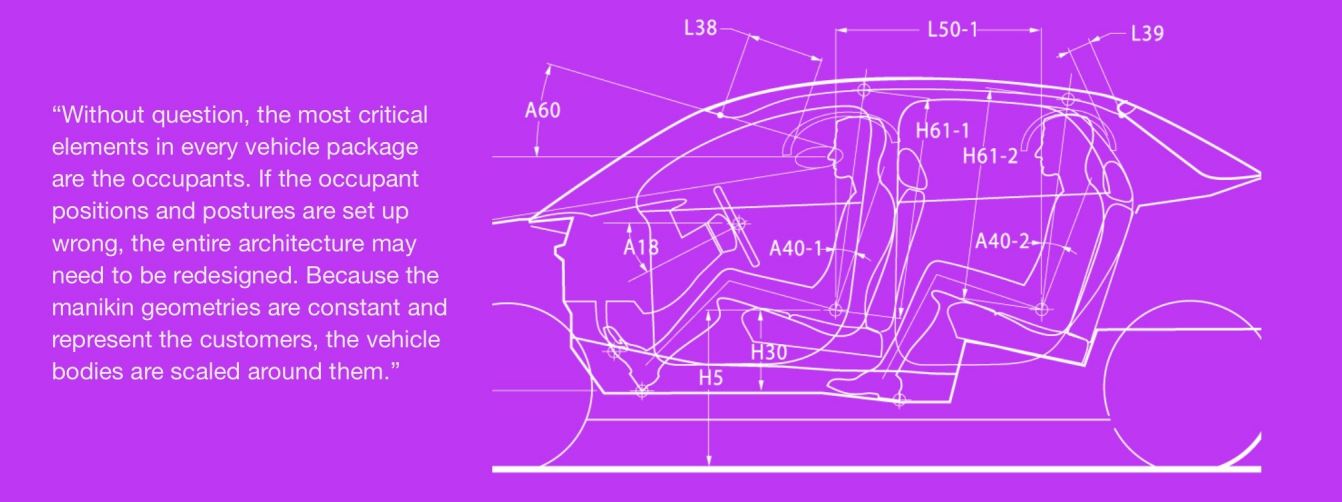 “Without question, the most critical
elements in every vehicle package
are the occupants. If the occupant
positions and postures are set up
wrong, the entire architecture may
need to be redesigned. Because the
manikin geometries are constant and
represent the customers, the vehicle
bodies are scaled around them.”
L38
L50-1
L39
A60
H61-1
H61-2
A18
A40-1
A40-2
H30
H5